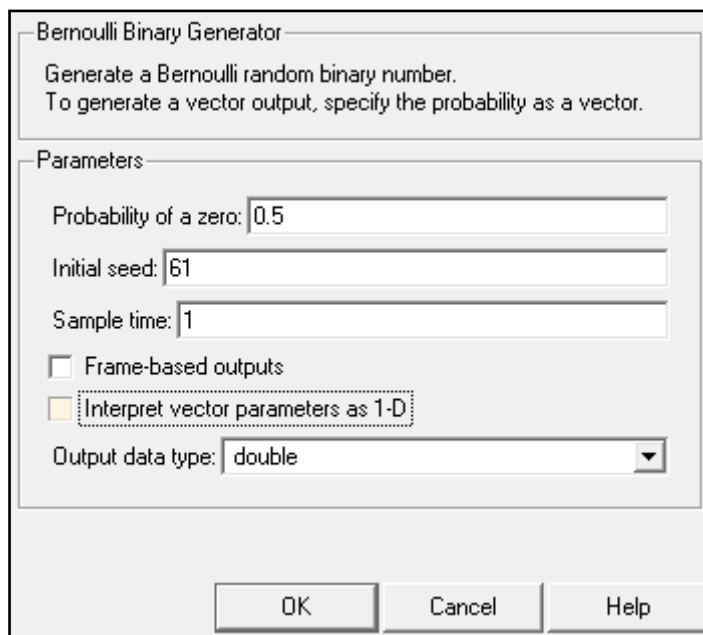 Bernoulli Binary Generator
Generate a Bernoulli random binary number.
To generate a vector output, specify the probability as a vector.
Parameters
Probability of a zero: 0.5
Initial seed: 61
Sample time: 1
Frame-based outputs
Interpret vector parameters as 1-D
Output data type: double
OK Cancel Help